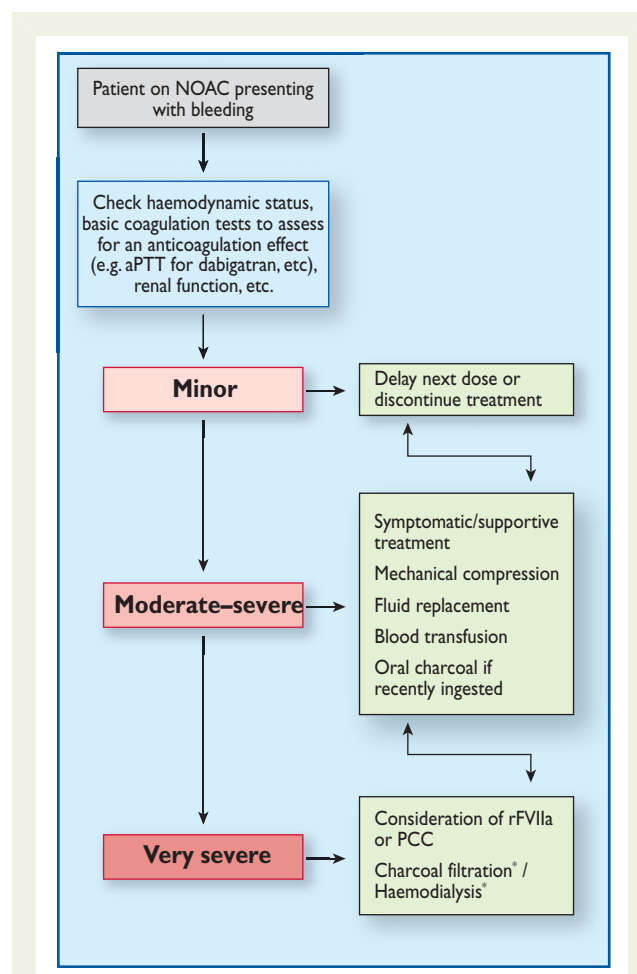 Patient on NOAC presenting
with bleeding
Check haemodynamic status,
basic coagulation tests to assess
for an anticoagulation effect
(e.g. aPTT for dabigatran, etc),
renal function, etc.
Minor
Delay next dose or
discontinue treatment
Moderate–severe
Symptomatic/supportive
treatment
Mechanical compression
Fluid replacement
Blood transfusion
Oral charcoal if
recently ingested
Very severe
Consideration of rFVIIa
or PCC
Charcoal filtration* /
Haemodialysis*